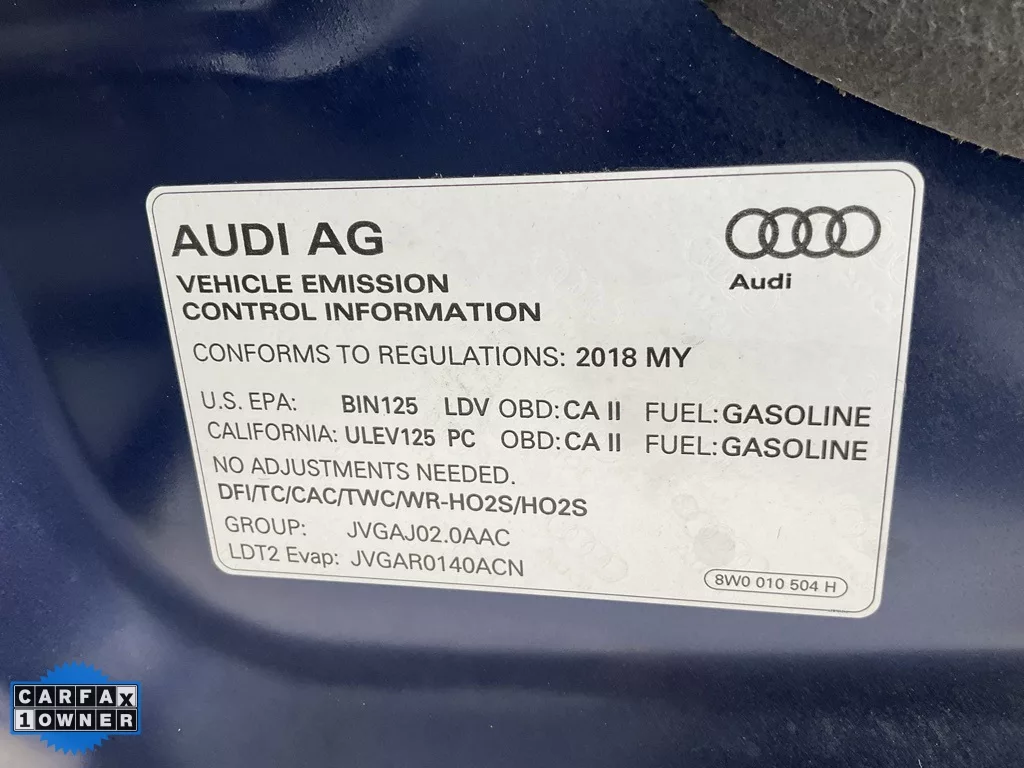 AUDI AG
Audi
VEHICLE EMISSION
CONTROL INFORMATION
CONFORMS TO REGULATIONS: 2018 MY
U.S. EPA: BIN125 LDV OBD: CA II FUEL: GASOLINE
CALIFORNIA: ULEV125 PC OBD: CA II FUEL: GASOLINE
NO ADJUSTMENTS NEEDED.
DFI/TC/CAC/TWC/WR-HO2S/HO2S
GROUP: JVGAJ02.0AAC
LDT2 Evap: JVGAR0140ACN
8W0 010 504 H
CARFAX
1 OWNER